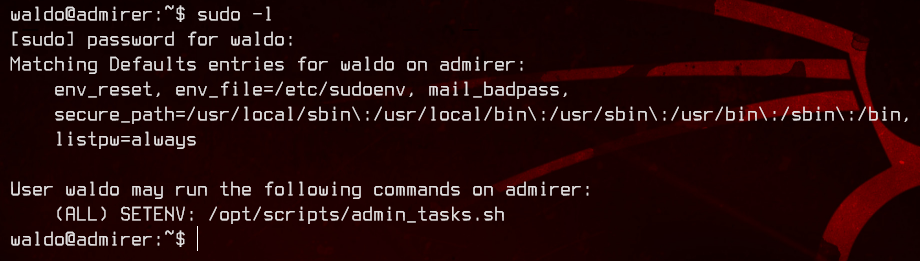 waldo@admirer:~$ sudo -l
[sudo] password for waldo:
Matching Defaults entries for waldo on admirer:
    env_reset, env_file=/etc/sudoenv, mail_badpass,
    secure_path=/usr/local/sbin\:/usr/local/bin\:/usr/sbin\:/usr/bin\:/sbin\:/bin,
    listpw=always

User waldo may run the following commands on admirer:
    (ALL) SETENV: /opt/scripts/admin_tasks.sh
waldo@admirer:~$